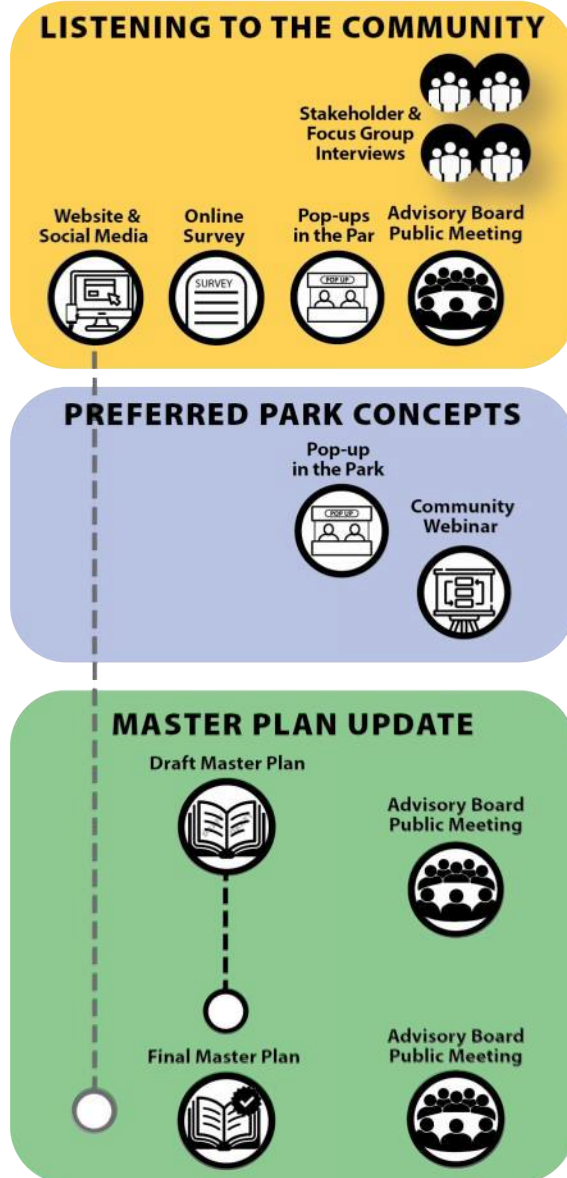 LISTENING TO THE COMMUNITY
Stakeholder &
Focus Group
Interviews
Website &
Social Media
Online
Survey
Pop-ups
in the Par
Advisory Board
Public Meeting
SURVEY
POP UP
PREFERRED PARK CONCEPTS
Pop-up
in the Park
POP UP
Community
Webinar
MASTER PLAN UPDATE
Draft Master Plan
Advisory Board
Public Meeting
Final Master Plan
Advisory Board
Public Meeting